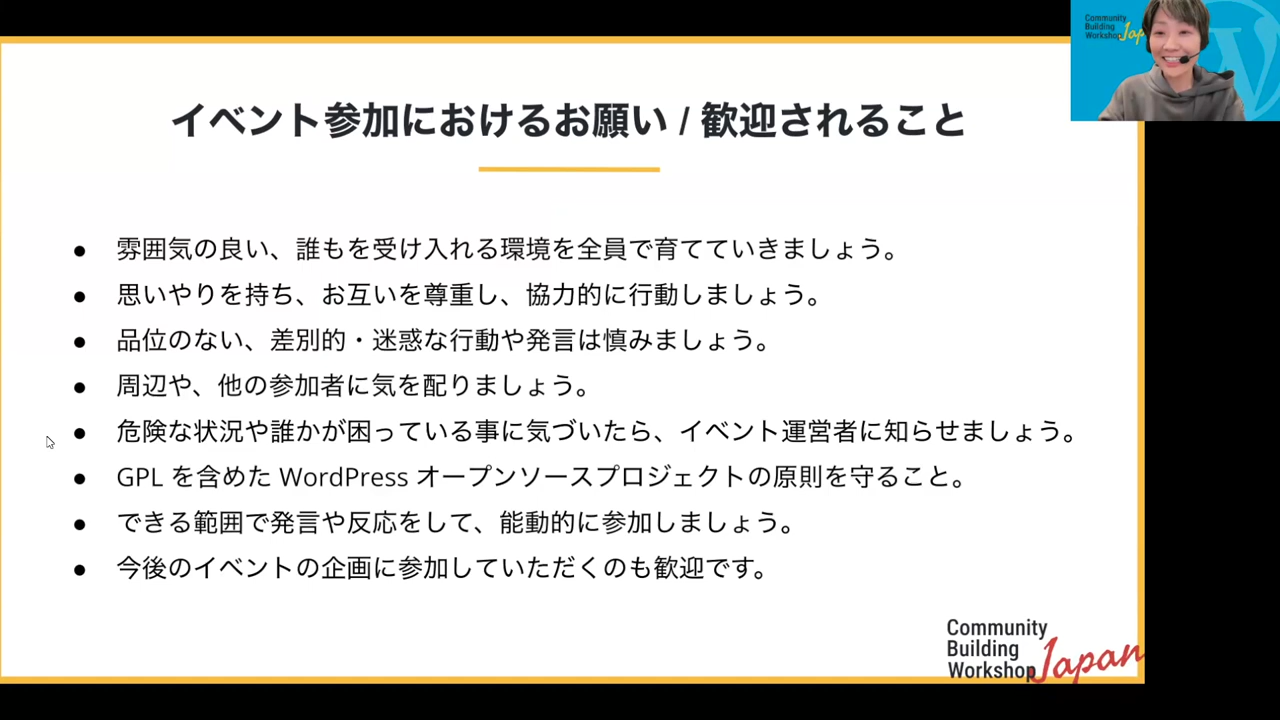 Community
Building
Workshop
イベント参加におけるお願い / 歓迎されること
● 雰囲気の良い、誰もを受け入れる環境を全員で育てていきましょう。
● 思いやりを持ち、お互いを尊重し、協力的に行動しましょう。
● 品位のない、差別的・迷惑な行動や発言は慎みましょう。
● 周辺や、他の参加者に気を配りましょう。
● 危険な状況や誰かが困っている事に気づいたら、イベント運営者に知らせましょう。
● GPL を含めた WordPress オープンソースプロジェクトの原則を守ること。
● できる範囲で発言や反応をして、能動的に参加しましょう。
● 今後のイベントの企画に参加していただくのも歓迎です。
Community
Building
Workshop Japan